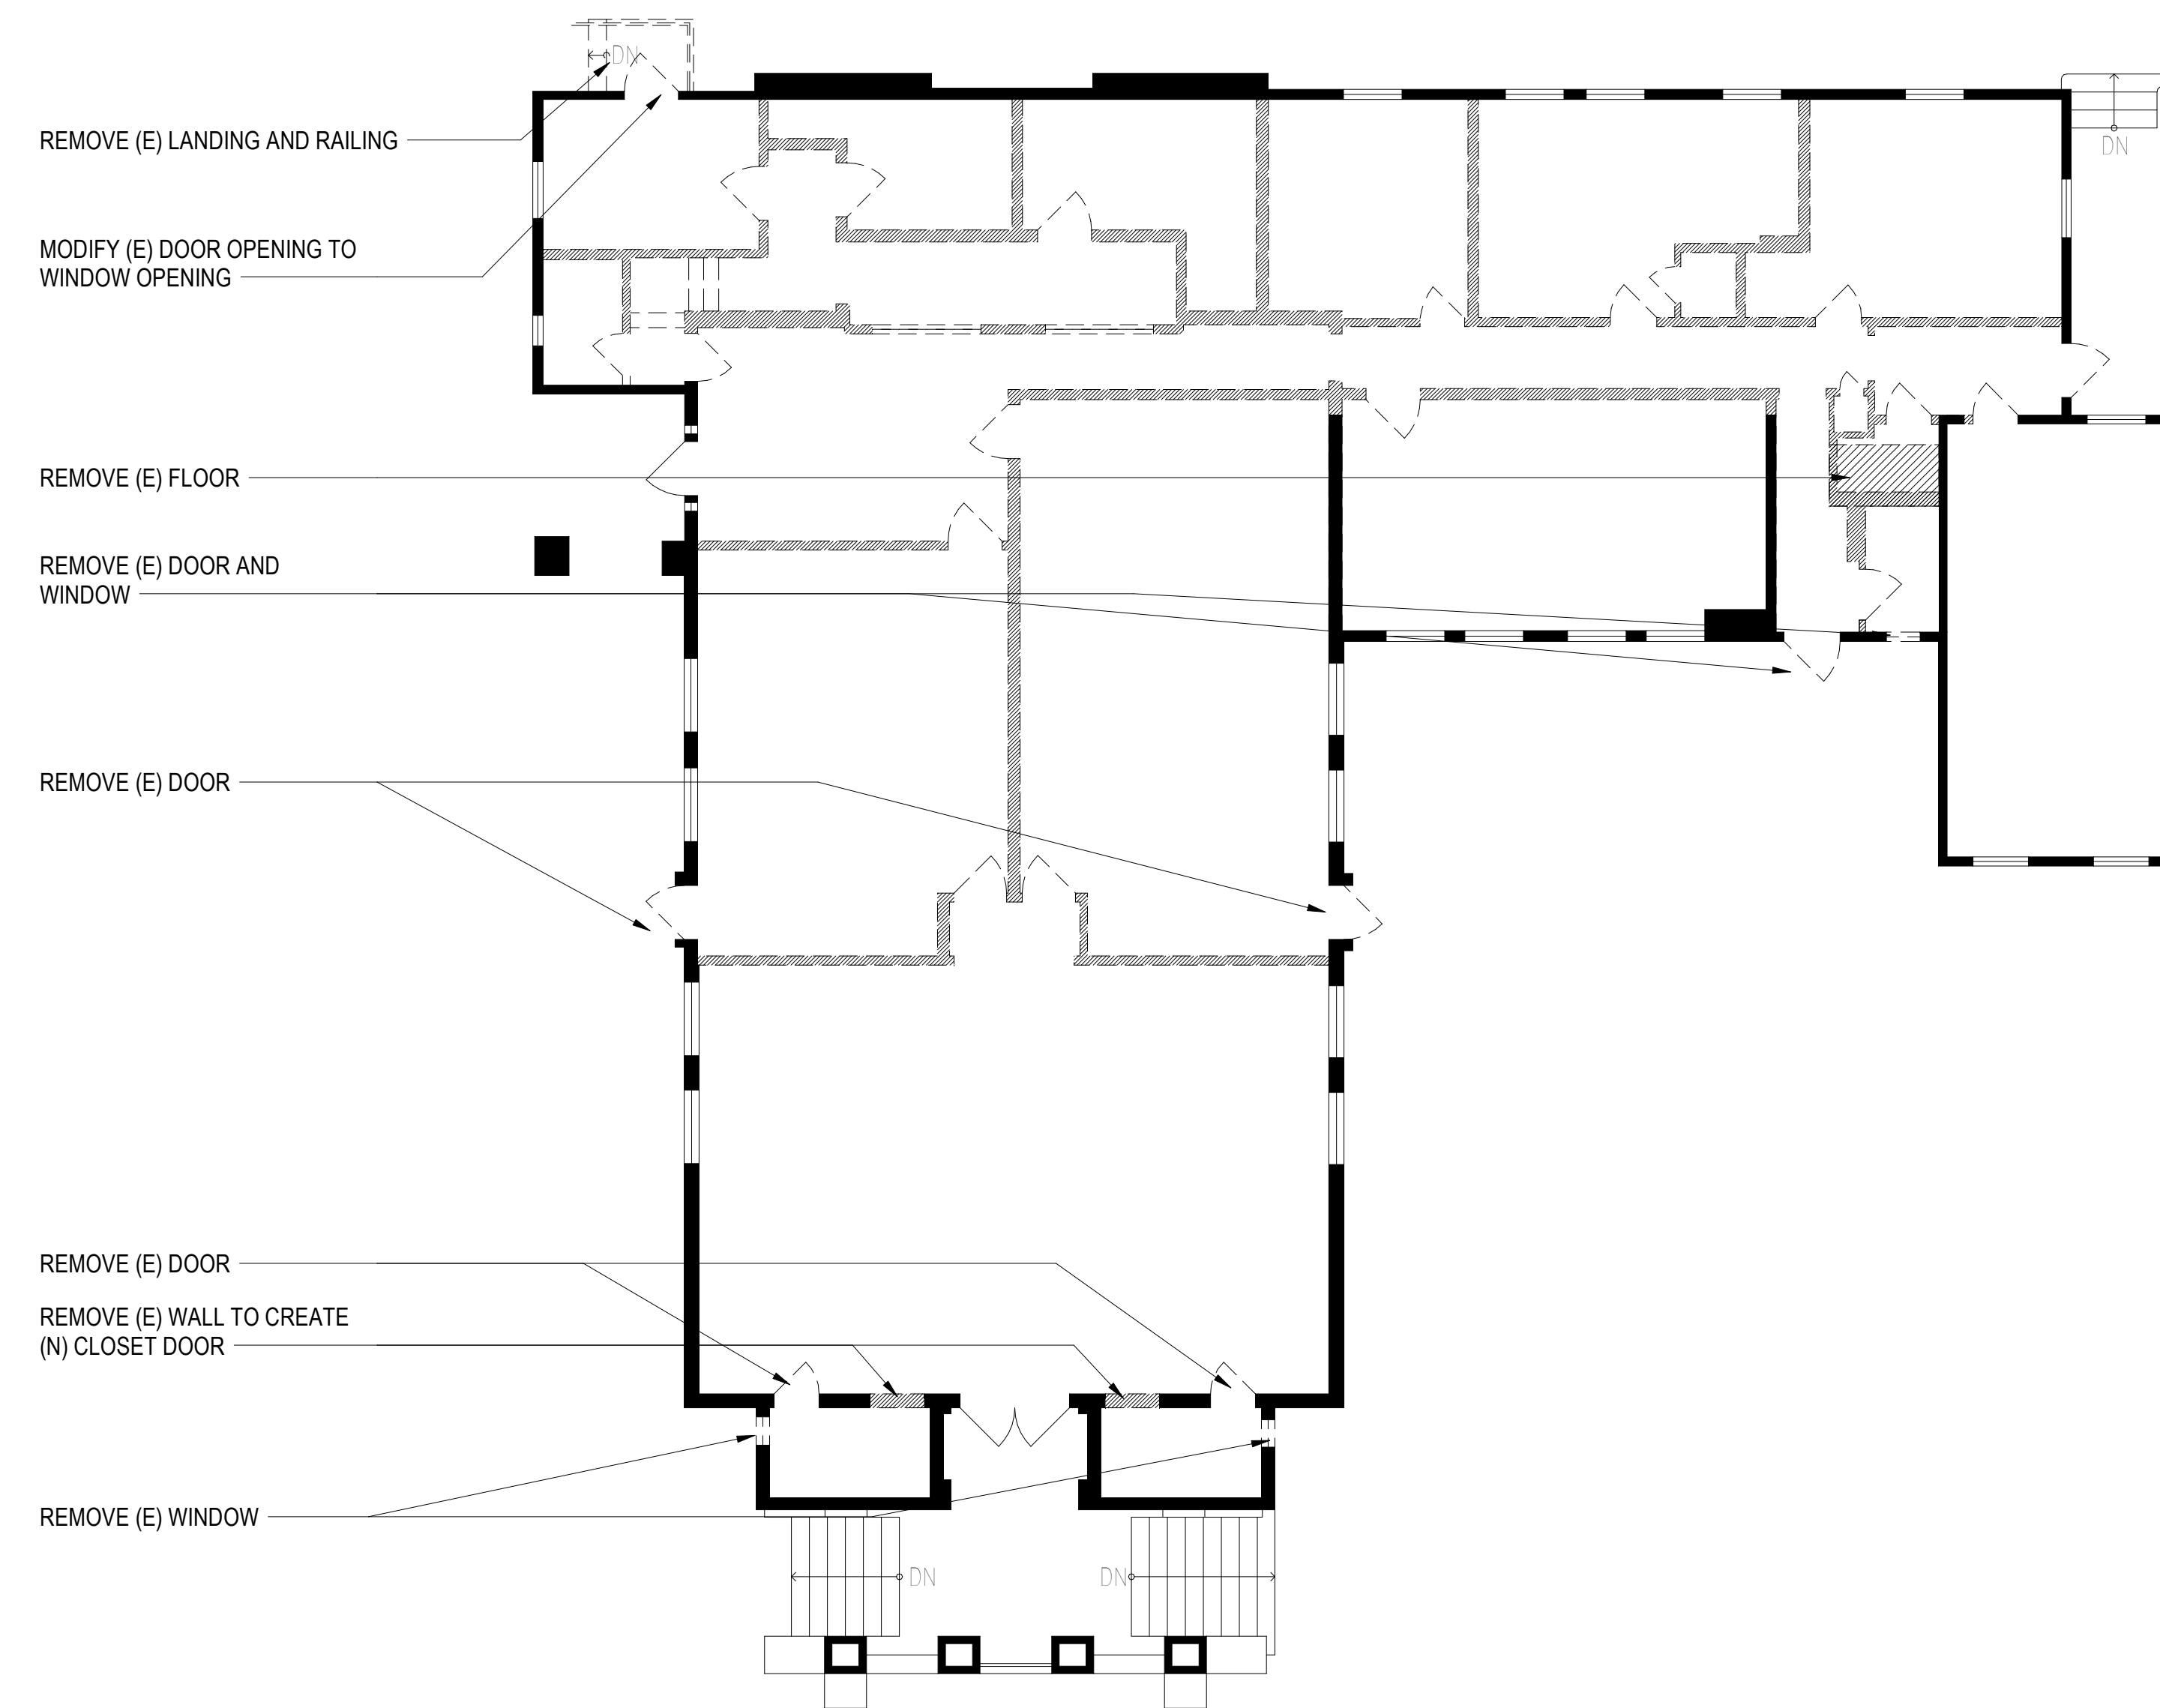 DN
REMOVE (E) LANDING AND RAILING
DN
MODIFY (E) DOOR OPENING TO
WINDOW OPENING
REMOVE (E) FLOOR
REMOVE (E) DOOR AND
WINDOW
REMOVE (E) DOOR
REMOVE (E) DOOR
REMOVE (E) WALL TO CREATE
(N) CLOSET DOOR
REMOVE (E) WINDOW
DN
DN